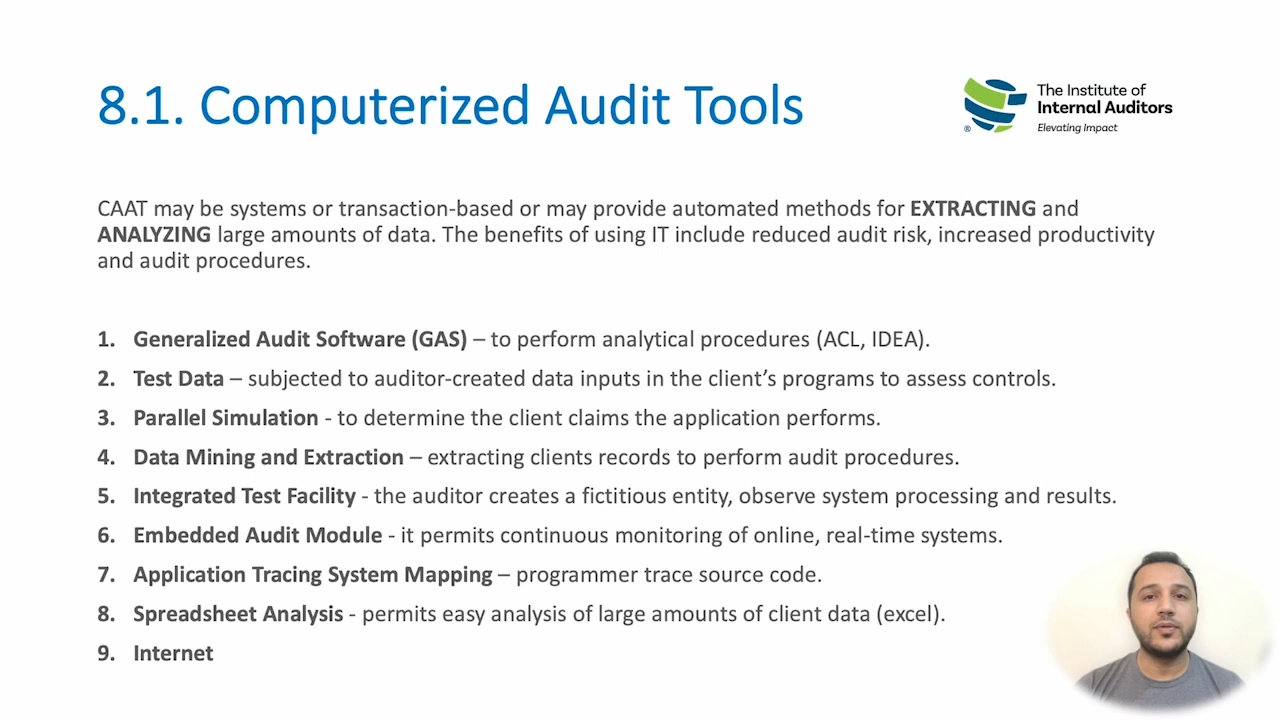 8.1. Computerized Audit Tools
The Institute of
Internal Auditors
Elevating Impact
®
CAAT may be systems or transaction-based or may provide automated methods for EXTRACTING and
ANALYZING large amounts of data. The benefits of using IT include reduced audit risk, increased productivity
and audit procedures.
1. Generalized Audit Software (GAS) – to perform analytical procedures (ACL, IDEA).
2. Test Data – subjected to auditor-created data inputs in the client’s programs to assess controls.
3. Parallel Simulation - to determine the client claims the application performs.
4. Data Mining and Extraction – extracting clients records to perform audit procedures.
5. Integrated Test Facility - the auditor creates a fictitious entity, observe system processing and results.
6. Embedded Audit Module - it permits continuous monitoring of online, real-time systems.
7. Application Tracing System Mapping – programmer trace source code.
8. Spreadsheet Analysis - permits easy analysis of large amounts of client data (excel).
9. Internet